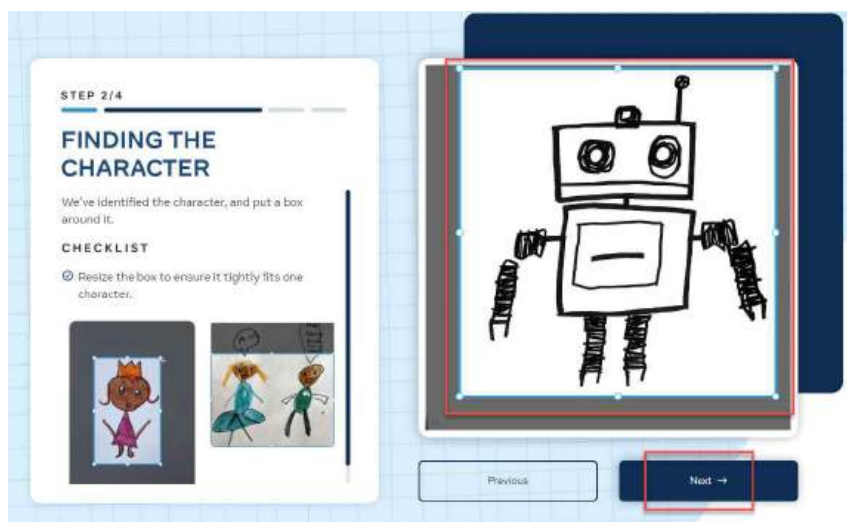 STEP 2/4
FINDING THE
CHARACTER
We've identified the character, and put a box
around it.
CHECKLIST
Resize the box to ensure it tightly fits one
character.
Previous
Next →